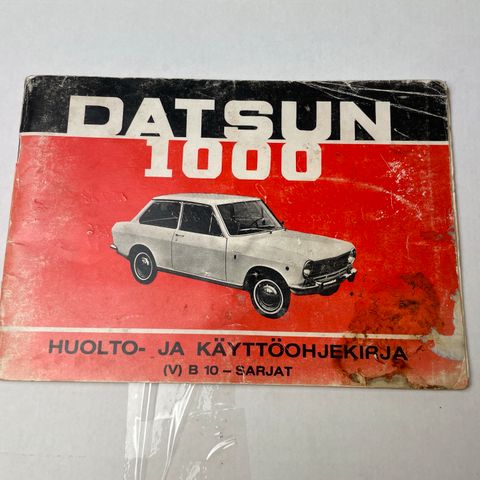 DATSUN
1000
HUOLTO- JA KÄYTTÖOHJEKIRJA
(V) B 10 – SARJAT